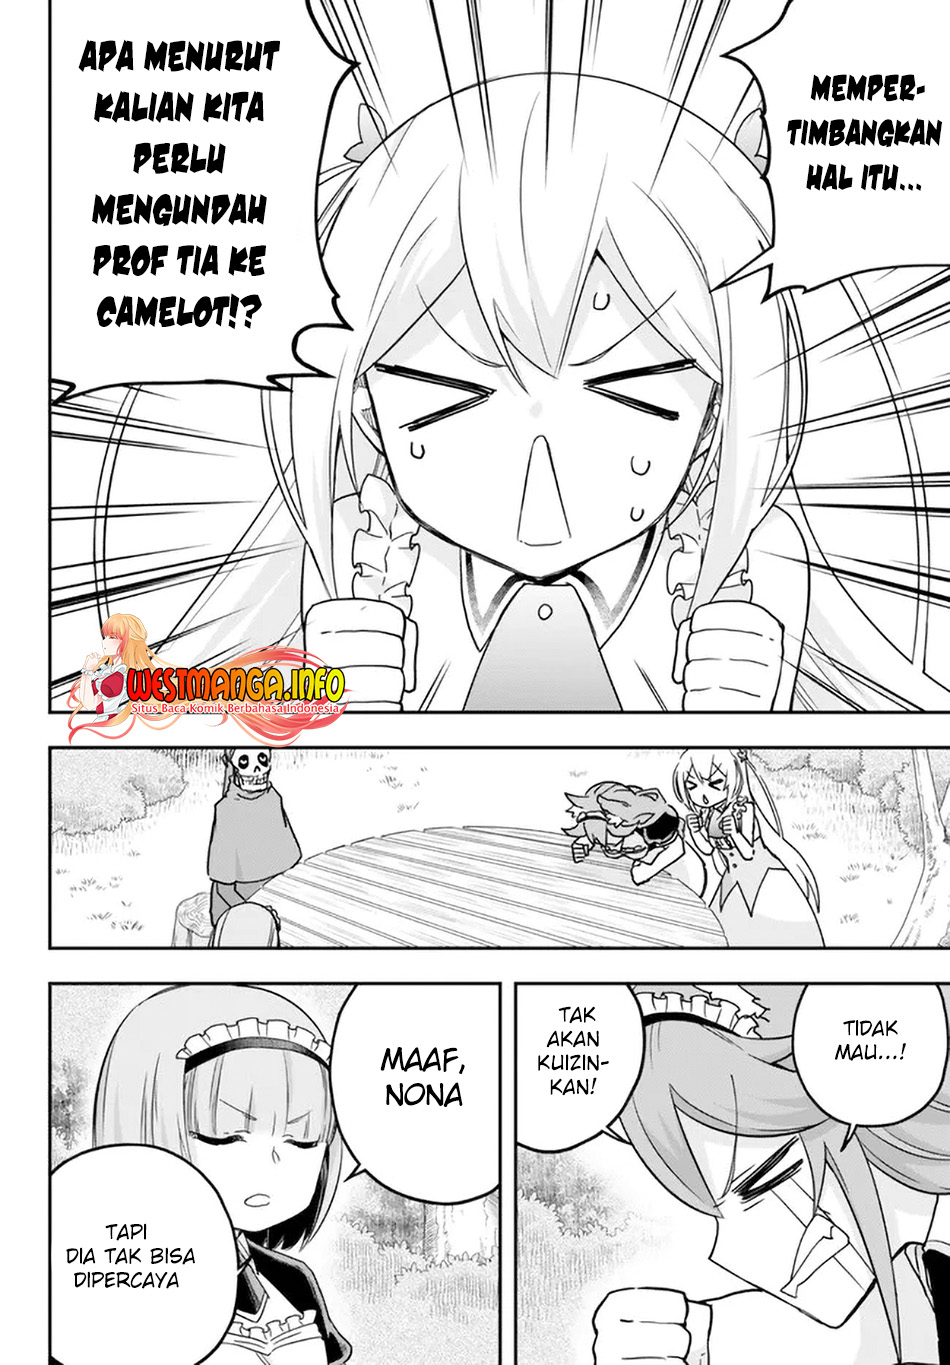 MEMPER-
TIMBANGKAN
HAL ITU...
APA MENURUT
KALIAN KITA
PERLU
MENGUNDAH
PROF TIA KE
CAMELOT!?
WESTMANGA.INFO
Situs Baca Komik Berbahasa Indonesia
TIDAK
MAU...!
TAK
AKAN
KUIZIN-
KAN!
MAAF,
NONA
TAPI
DIA TAK BISA
DIPERCAYA